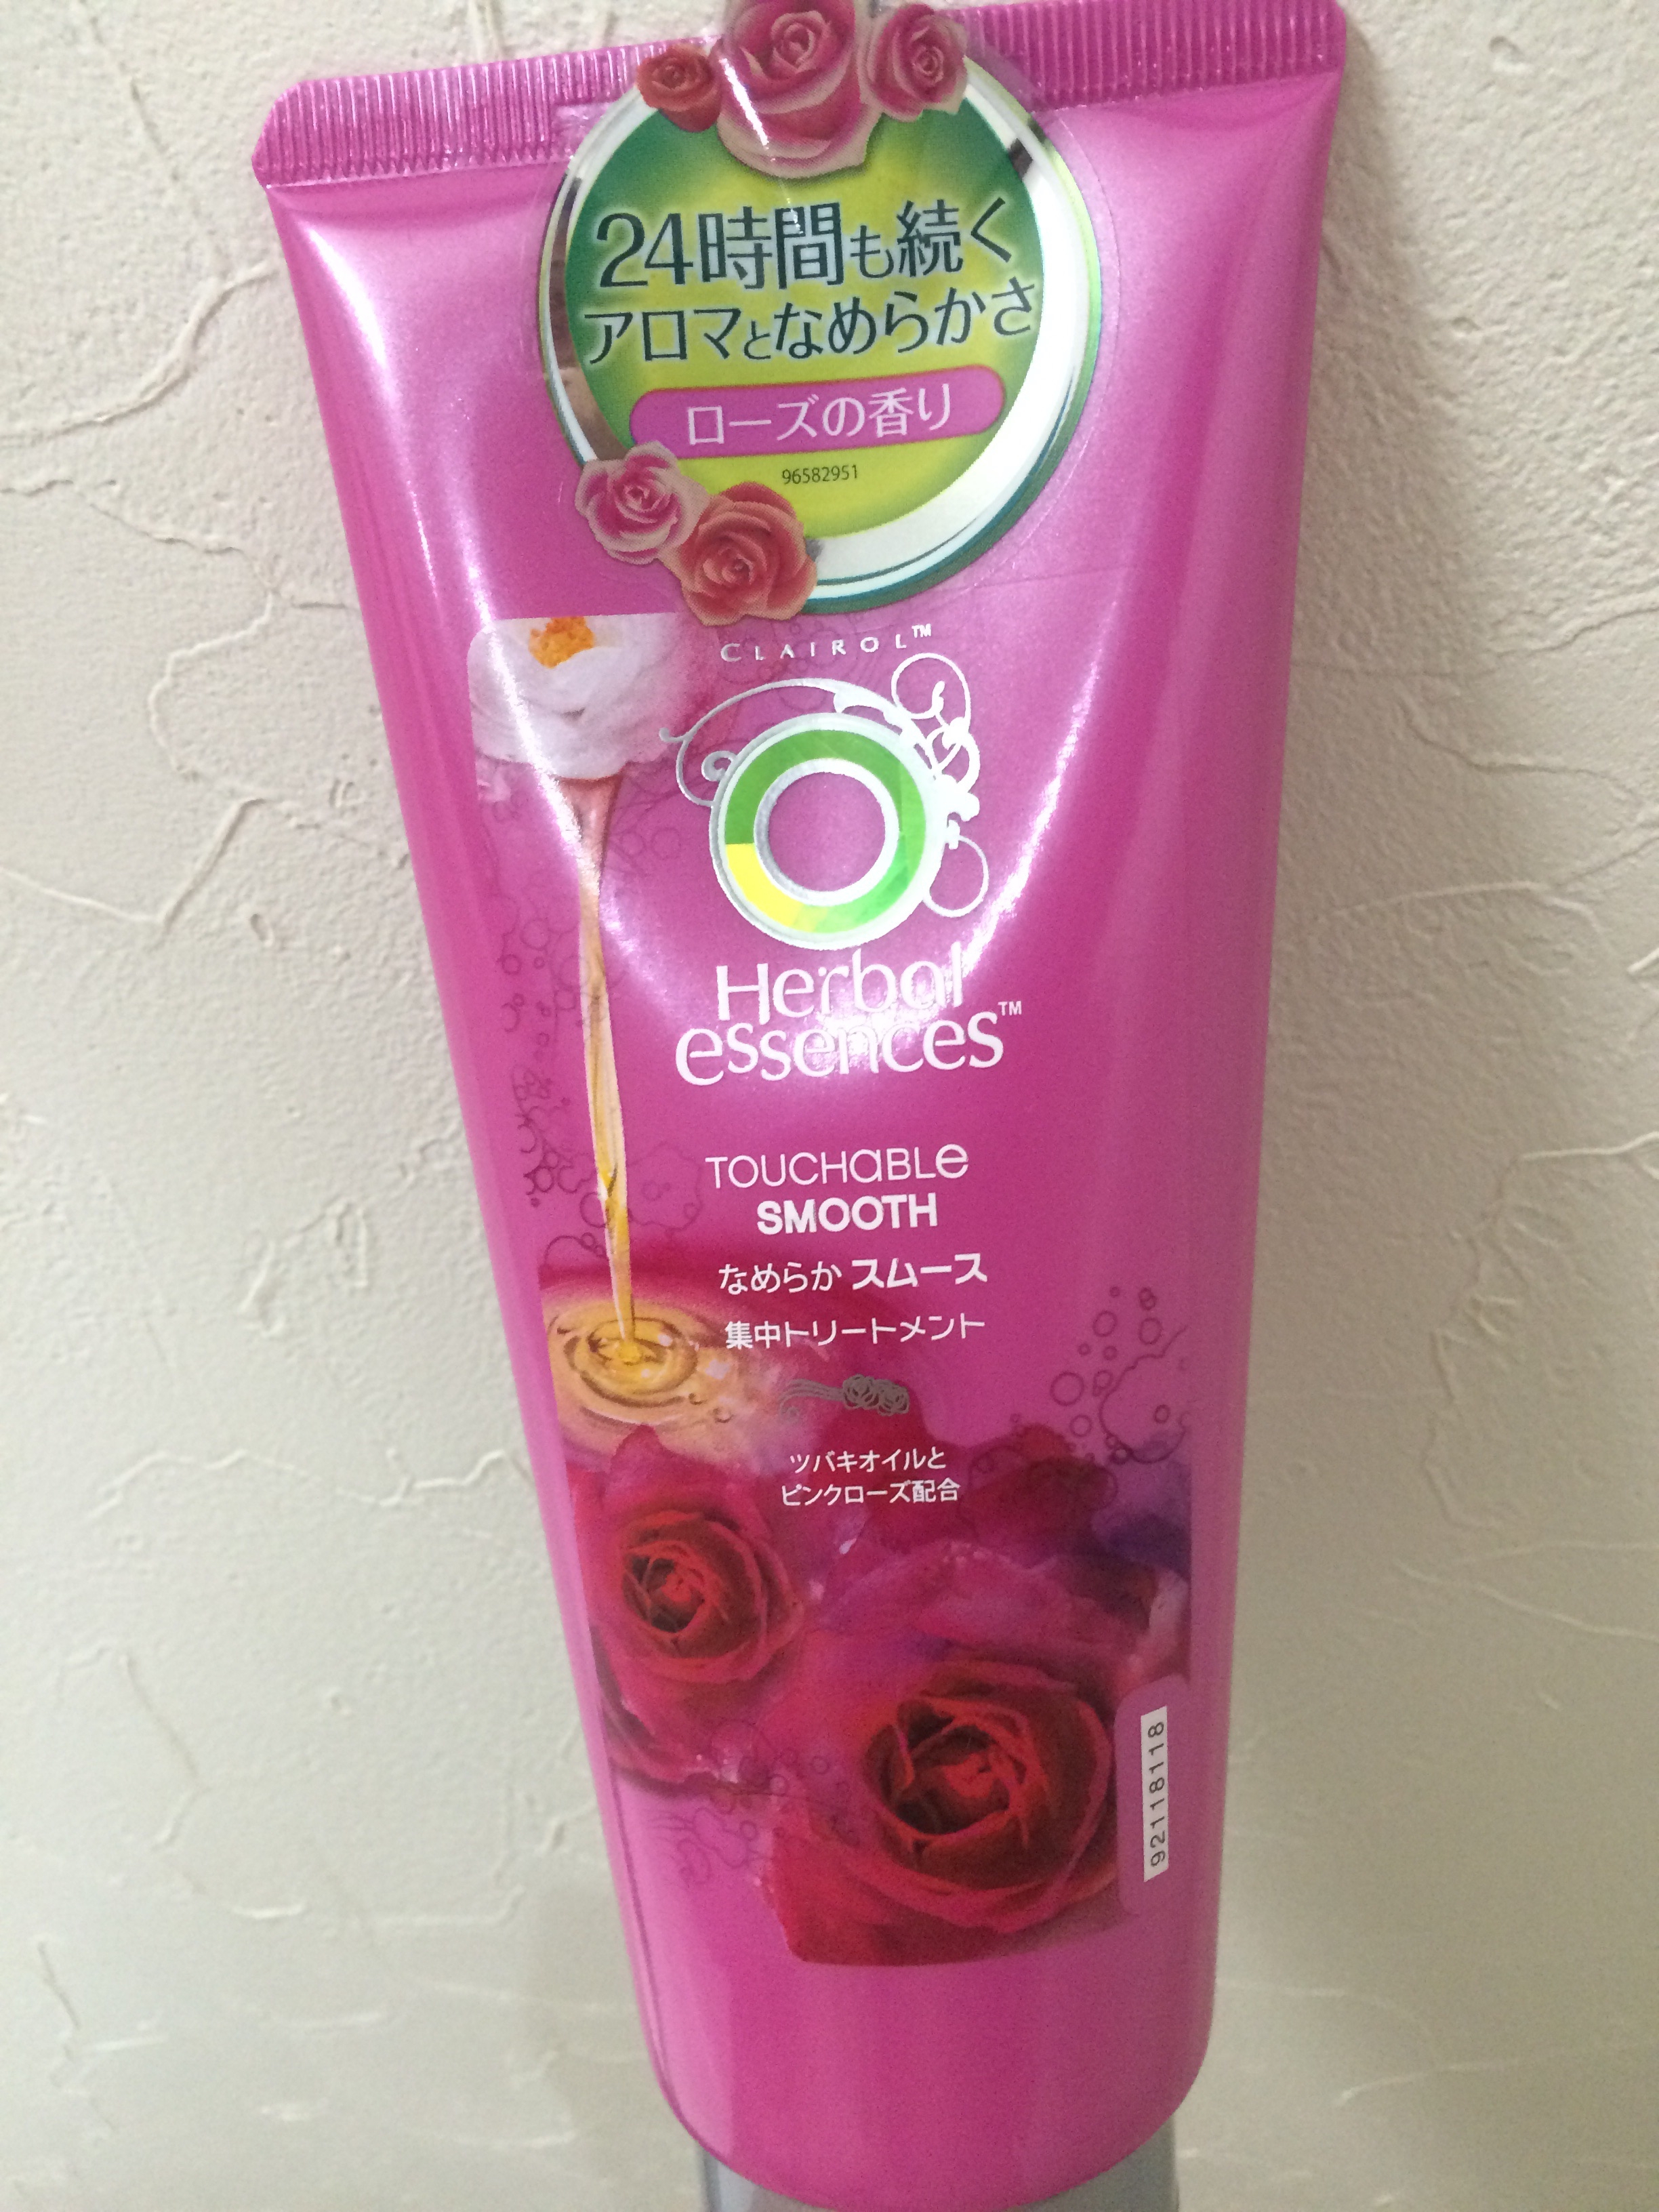 24時間も続く
アロマとなめらかさ
ローズの香り
96582951
CLAIROL™
Herbal
essences™
TOUCHaBLe
SMOOTH
なめらか スムース
集中トリートメント
ツバキオイルと
ピンクローズ配合
92118118